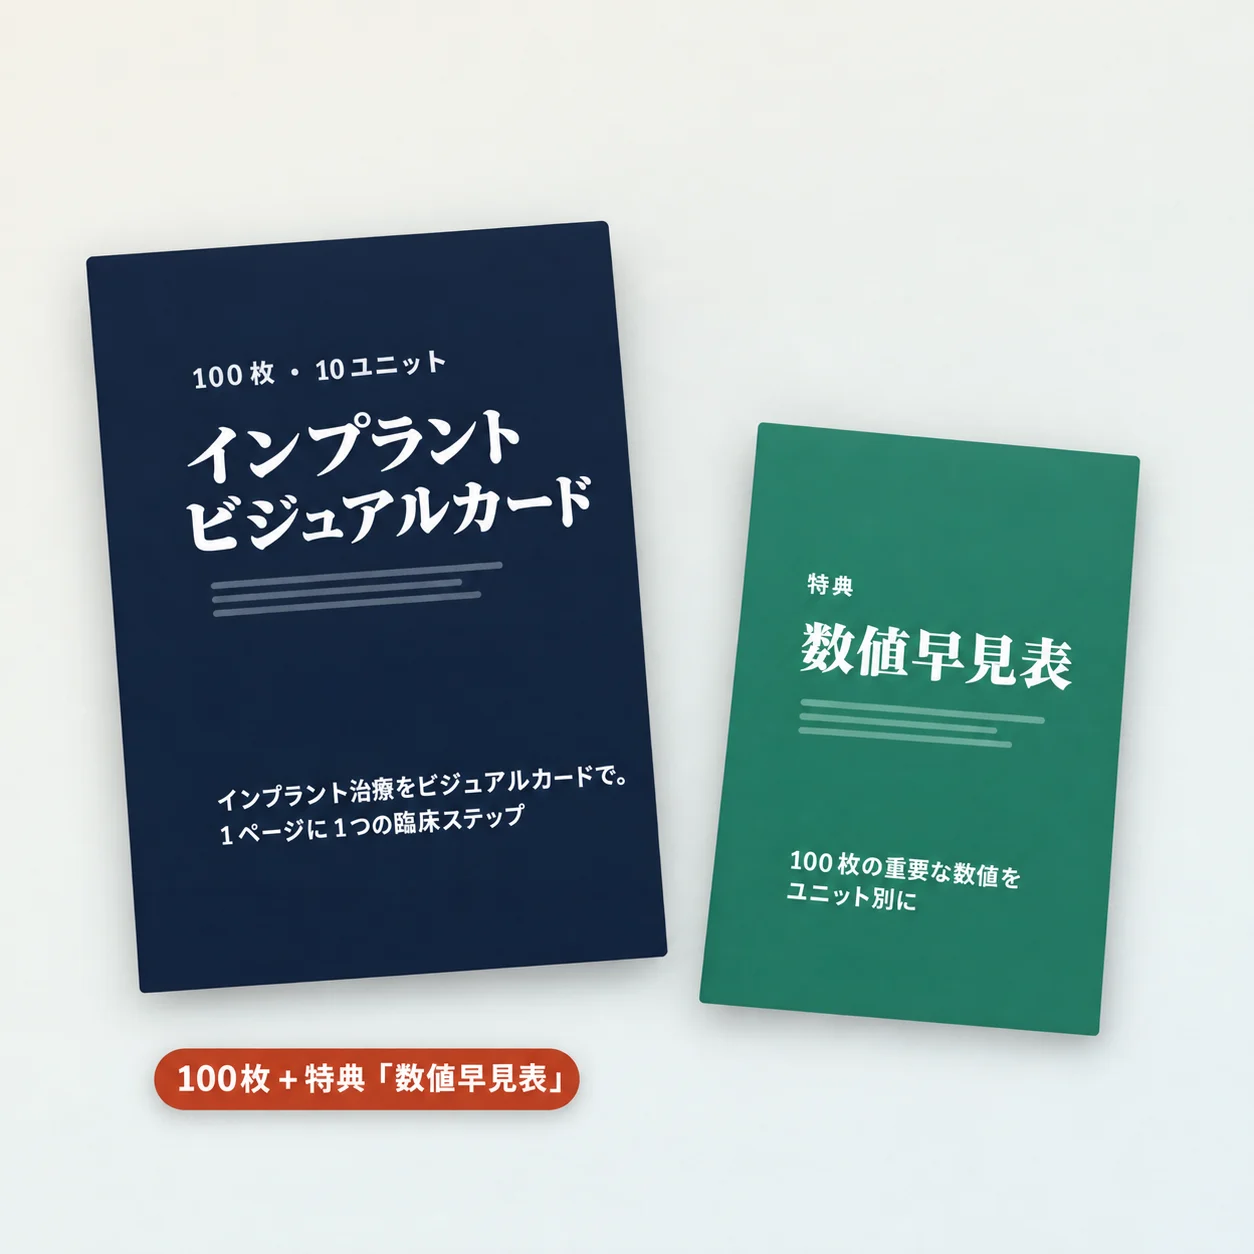 100枚・10ユニット
インプラント
ビジュアルカード
インプラント治療をビジュアルカードで。
1ページに1つの臨床ステップ
特典
数値早見表
100枚の重要な数値を
ユニット別に
100枚+特典「数値早見表」